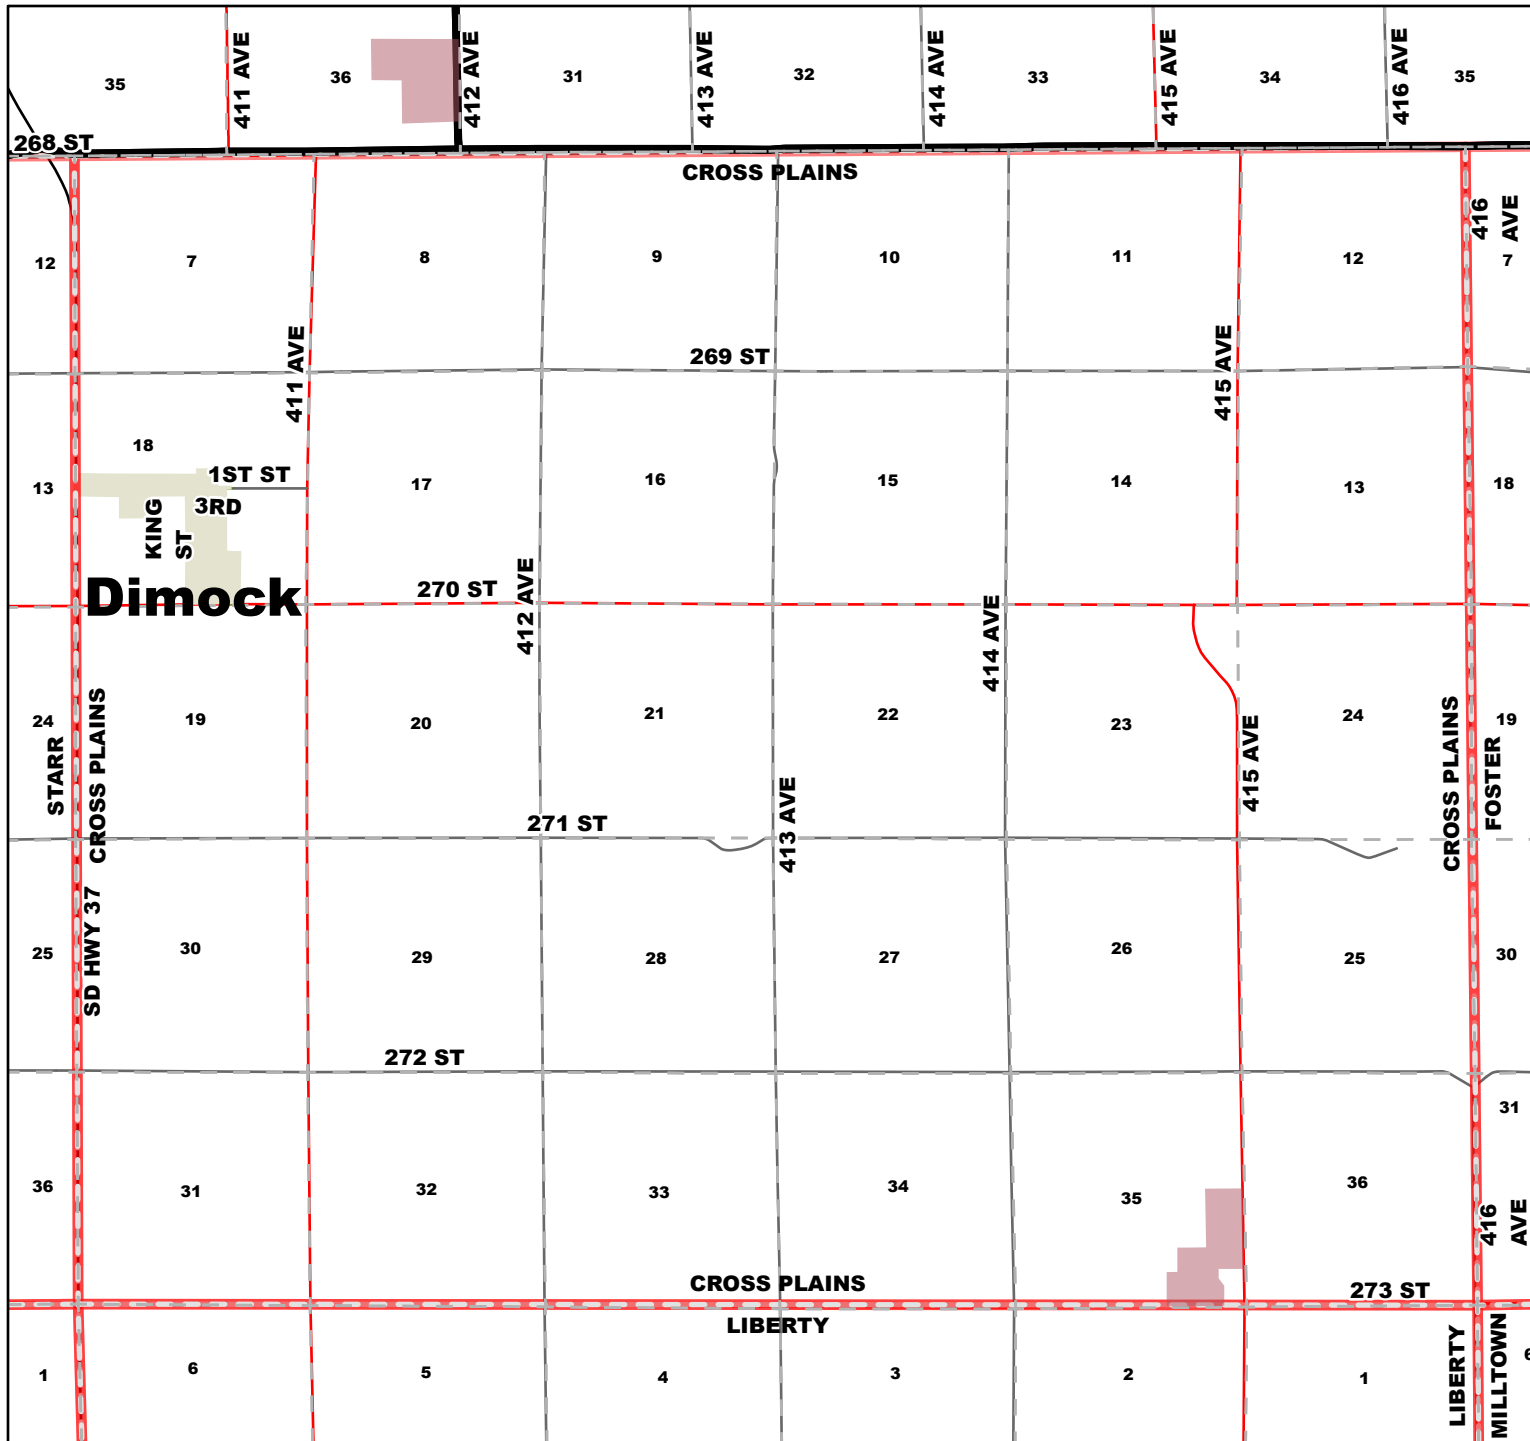 35
411 AVE
36
412 AVE
31
413 AVE
32
414 AVE
33
415 AVE
34
416 AVE
35
268 ST
CROSS PLAINS
416 AVE
12
7
8
9
10
11
12
7
411 AVE
269 ST
415 AVE
18
1ST ST
13
17
16
15
14
13
18
3RD
KING ST
Dimock
270 ST
412 AVE
414 AVE
24
19
20
21
22
23
24
19
STARR
CROSS PLAINS
415 AVE
CROSS PLAINS
FOSTER
271 ST
413 AVE
SD HWY 37
25
30
29
28
27
26
25
30
272 ST
31
36
31
32
33
34
35
36
416 AVE
CROSS PLAINS
273 ST
LIBERTY
LIBERTY
MILLTOWN
1
6
5
4
3
2
1
6